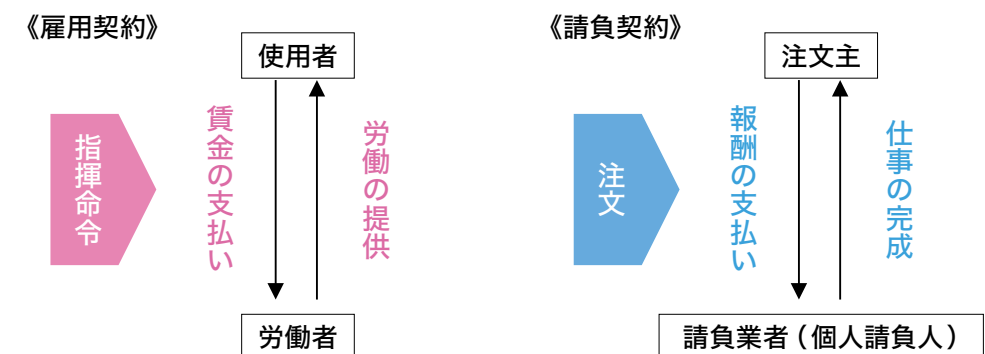 《雇用契約》
使用者
指揮命令
賃金の支払い
労働の提供
労働者
《請負契約》
注文主
注文
報酬の支払い
仕事の完成
請負業者（個人請負人）